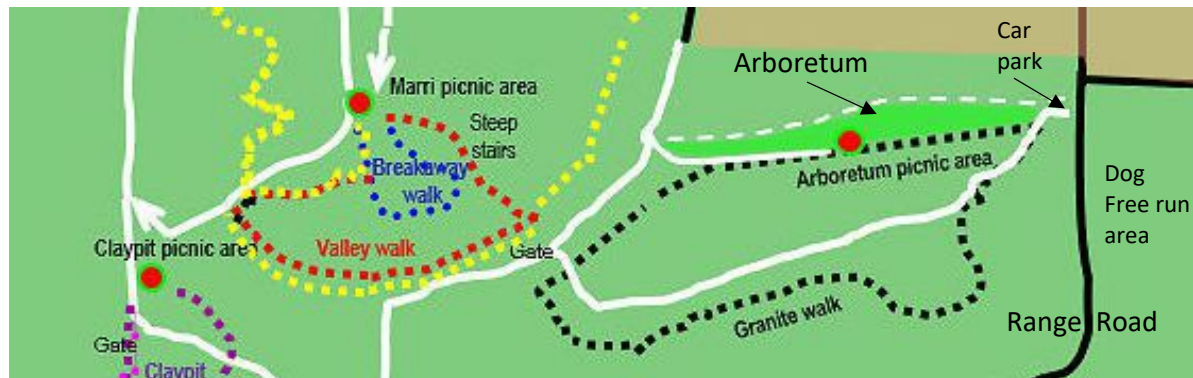 Marri picnic area
Steep
stairs
Breakaway
walk
Valley walk
Claypit picnic area
Gate
Claypit
Gate
Arboretum
Car
park
Arboretum picnic area
Granite walk
Dog
Free run
area
Range Road